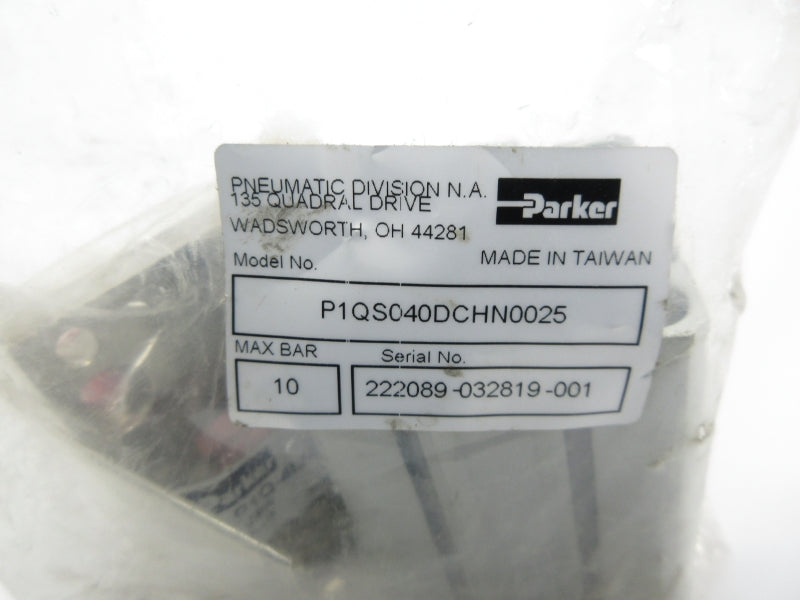 PNEUMATIC DIVISION N.A.
135 QUADRAL DRIVE
WADSWORTH, OH 44281
Parker
Model No.
MADE IN TAIWAN
P1QS040DCHN0025
MAX BAR
Serial No.
10
222089-032819-001